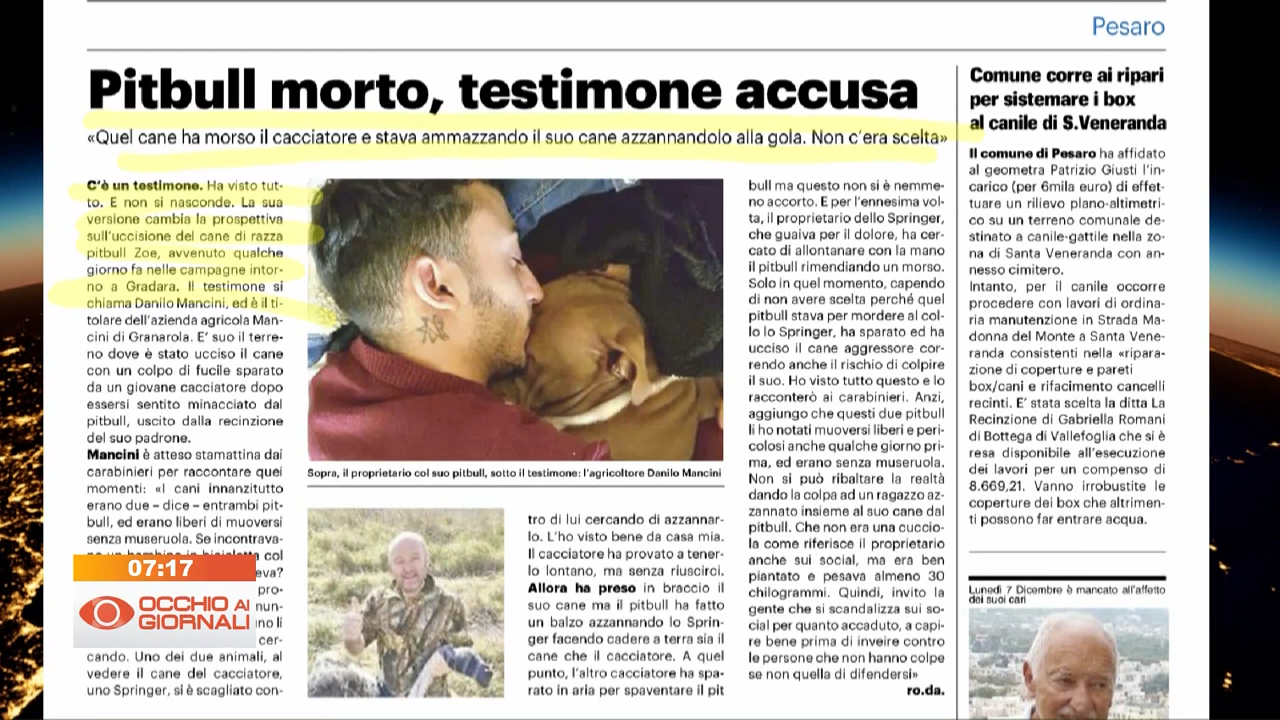 Pesaro
Pitbull morto, testimone accusa
«Quel cane ha morso il cacciatore e stava ammazzando il suo cane azzannandolo alla gola. Non c'era scelta»
C'è un testimone. Ha visto tut-
to. E non si nasconde. La sua
versione cambia la prospettiva
sull'uccisione del cane di razza
pitbull Zoe, avvenuto qualche
giorno fa nelle campagne intor-
no a Gradara. Il testimone si
chiama Danilo Mancini, ed è il ti-
tolare dell'azienda agricola Man-
cini di Granarola. E' suo il terre-
no dove è stato ucciso il cane
con un colpo di fucile sparato
da un giovane cacciatore dopo
essersi sentito minacciato dal
pitbull, uscito dalla recinzione
del suo padrone.
Mancini è atteso stamattina dai
carabinieri per raccontare quei
momenti: «I cani innanzitutto
erano due – dice – entrambi pit-
bull, ed erano liberi di muoversi
senza museruola. Se incontrava-
col
eva?
pro-
nun-
no li
cer-
cando. Uno dei due animali, al
vedere il cane del cacciatore,
uno Springer, si è scagliato con-
Sopra, il proprietario col suo pitbull, sotto il testimone: l'agricoltore Danilo Mancini
tro di lui cercando di azzannar-
lo. L'ho visto bene da casa mia.
Il cacciatore ha provato a tener-
lo lontano, ma senza riuscirci.
Allora ha preso in braccio il
suo cane ma il pitbull ha fatto
un balzo azzannando lo Sprin-
ger facendo cadere a terra sia il
cane che il cacciatore. A quel
punto, l'altro cacciatore ha spa-
rato in aria per spaventare il pit
bull ma questo non si è nemme-
no accorto. E per l'ennesima vol-
ta, il proprietario dello Springer,
che guaiva per il dolore, ha cer-
cato di allontanare con la mano
il pitbull rimendiando un morso.
Solo in quel momento, capendo
di non avere scelta perché quel
pitbull stava per mordere al col-
lo lo Springer, ha sparato ed ha
ucciso il cane aggressore cor-
rendo anche il rischio di colpire
il suo. Ho visto tutto questo e lo
racconterò ai carabinieri. Anzi,
aggiungo che questi due pitbull
li ho notati muoversi liberi e peri-
colosi anche qualche giorno pri-
ma, ed erano senza museruola.
Non si può ribaltare la realtà
dando la colpa ad un ragazzo az-
zannato insieme al suo cane dal
pitbull. Che non era una cuccio-
la come riferisce il proprietario
anche sui social, ma era ben
piantato e pesava almeno 30
chilogrammi. Quindi, invito la
gente che si scandalizza sui so-
cial per quanto accaduto, a capi-
re bene prima di inveire contro
le persone che non hanno colpe
se non quella di difendersi»
ro.da.
Comune corre ai ripari
per sistemare i box
al canile di S.Veneranda
Il comune di Pesaro ha affidato
al geometra Patrizio Giusti l'in-
carico (per 6mila euro) di effet-
tuare un rilievo plano-altimetri-
co su un terreno comunale de-
stinato a canile-gattile nella zo-
na di Santa Veneranda con an-
nesso cimitero.
Intanto, per il canile occorre
procedere con lavori di ordina-
ria manutenzione in Strada Ma-
donna del Monte a Santa Vene-
randa consistenti nella «ripara-
zione di coperture e pareti
box/cani e rifacimento cancelli
recinti. E' stata scelta la ditta La
Recinzione di Gabriella Romani
di Bottega di Vallefoglia che si è
resa disponibile all'esecuzione
dei lavori per un compenso di
8.669,21. Vanno irrobustite le
coperture dei box che altrimen-
ti possono far entrare acqua.
Lunedì 7 Dicembre è mancato all'affetto
dei suoi cari
07:17
OCCHIO AI
GIORNALI